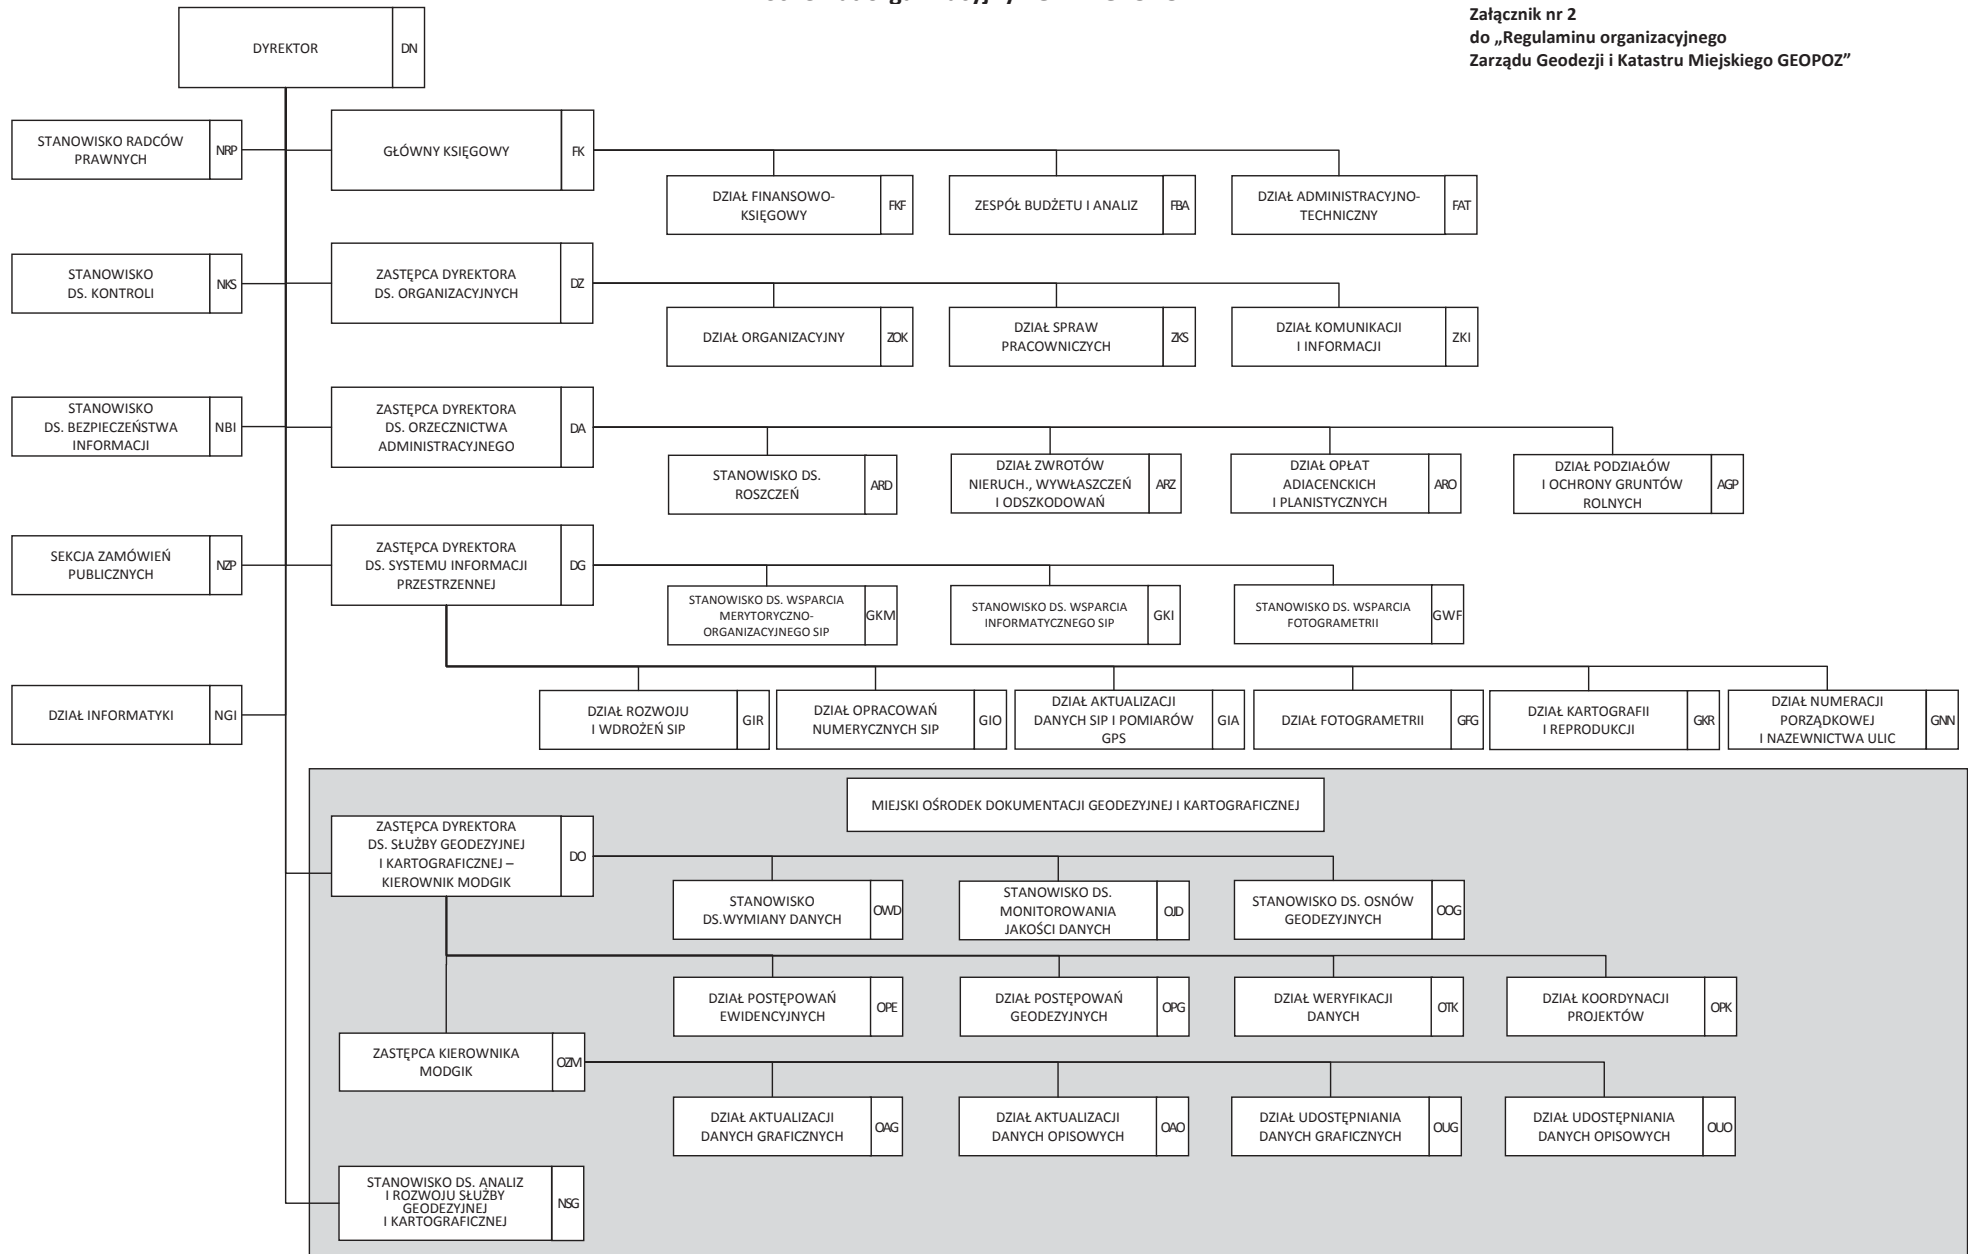 Załącznik nr 2
do „Regulaminu organizacyjnego
Zarządu Geodezji i Katastru Miejskiego GEOPOZ”
DYREKTOR
DN
STANOWISKO RADCÓW
PRAWNYCH
NRP
GŁÓWNY KSIĘGOWY
FK
DZIAŁ FINANSOWO-
KSIĘGOWY
FKF
ZESPÓŁ BUDŻETU I ANALIZ
FBA
DZIAŁ ADMINISTRACYJNO-
TECHNICZNY
FAT
STANOWISKO
DS. KONTROLI
NKS
ZASTĘPCA DYREKTORA
DS. ORGANIZACYJNYCH
DZ
DZIAŁ ORGANIZACYJNY
ZOK
DZIAŁ SPRAW
PRACOWNICZYCH
ZKS
DZIAŁ KOMUNIKACJI
I INFORMACJI
ZKI
STANOWISKO
DS. BEZPIECZEŃSTWA
INFORMACJI
NBI
ZASTĘPCA DYREKTORA
DS. ORZECZNICTWA
ADMINISTRACYJNEGO
DA
STANOWISKO DS.
ROSZCZEŃ
ARD
DZIAŁ ZWROTÓW
NIERUCH., WYWŁASZCZEŃ
I ODSZKODOWAŃ
ARZ
DZIAŁ OPŁAT
ADIACENCKICH
I PLANISTYCZNYCH
ARO
DZIAŁ PODZIAŁÓW
I OCHRONY GRUNTÓW
ROLNYCH
AGP
SEKCJA ZAMÓWIEŃ
PUBLICZNYCH
NZP
ZASTĘPCA DYREKTORA
DS. SYSTEMU INFORMACJI
PRZESTRZENNEJ
DG
STANOWISKO DS. WSPARCIA
MERYTORYCZNO-
ORGANIZACYJNEGO SIP
GKM
STANOWISKO DS. WSPARCIA
INFORMATYCZNEGO SIP
GKI
STANOWISKO DS. WSPARCIA
FOTOGRAMETRII
GWF
DZIAŁ INFORMATYKI
NGI
DZIAŁ ROZWOJU
I WDROŻEŃ SIP
GIR
DZIAŁ OPRACOWAŃ
NUMERYCZNYCH SIP
GIO
DZIAŁ AKTUALIZACJI
DANYCH SIP I POMIARÓW
GPS
GIA
DZIAŁ FOTOGRAMETRII
GFG
DZIAŁ KARTOGRAFII
I REPRODUKCJI
GKR
DZIAŁ NUMERACJI
PORZĄDKOWEJ
I NAZEWNICTWA ULIC
GNN
MIEJSKI OŚRODEK DOKUMENTACJI GEODEZYJNEJ I KARTOGRAFICZNEJ
ZASTĘPCA DYREKTORA
DS. SŁUŻBY GEODEZYJNEJ
I KARTOGRAFICZNEJ –
KIEROWNIK MODGIK
DO
STANOWISKO
DS.WYMIANY DANYCH
OWD
STANOWISKO DS.
MONITOROWANIA
JAKOŚCI DANYCH
OJD
STANOWISKO DS. OSNÓW
GEODEZYJNYCH
OOG
DZIAŁ POSTĘPOWAŃ
EWIDENCYJNYCH
OPE
DZIAŁ POSTĘPOWAŃ
GEODEZYJNYCH
OPG
DZIAŁ WERYFIKACJI
DANYCH
OTK
DZIAŁ KOORDYNACJI
PROJEKTÓW
OPK
ZASTĘPCA KIEROWNIKA
MODGIK
OZM
DZIAŁ AKTUALIZACJI
DANYCH GRAFICZNYCH
OAG
DZIAŁ AKTUALIZACJI
DANYCH OPISOWYCH
OAO
DZIAŁ UDOSTĘPNIANIA
DANYCH GRAFICZNYCH
OUG
DZIAŁ UDOSTĘPNIANIA
DANYCH OPISOWYCH
OUO
STANOWISKO DS. ANALIZ
I ROZWOJU SŁUŻBY
GEODEZYJNEJ
I KARTOGRAFICZNEJ
NSG